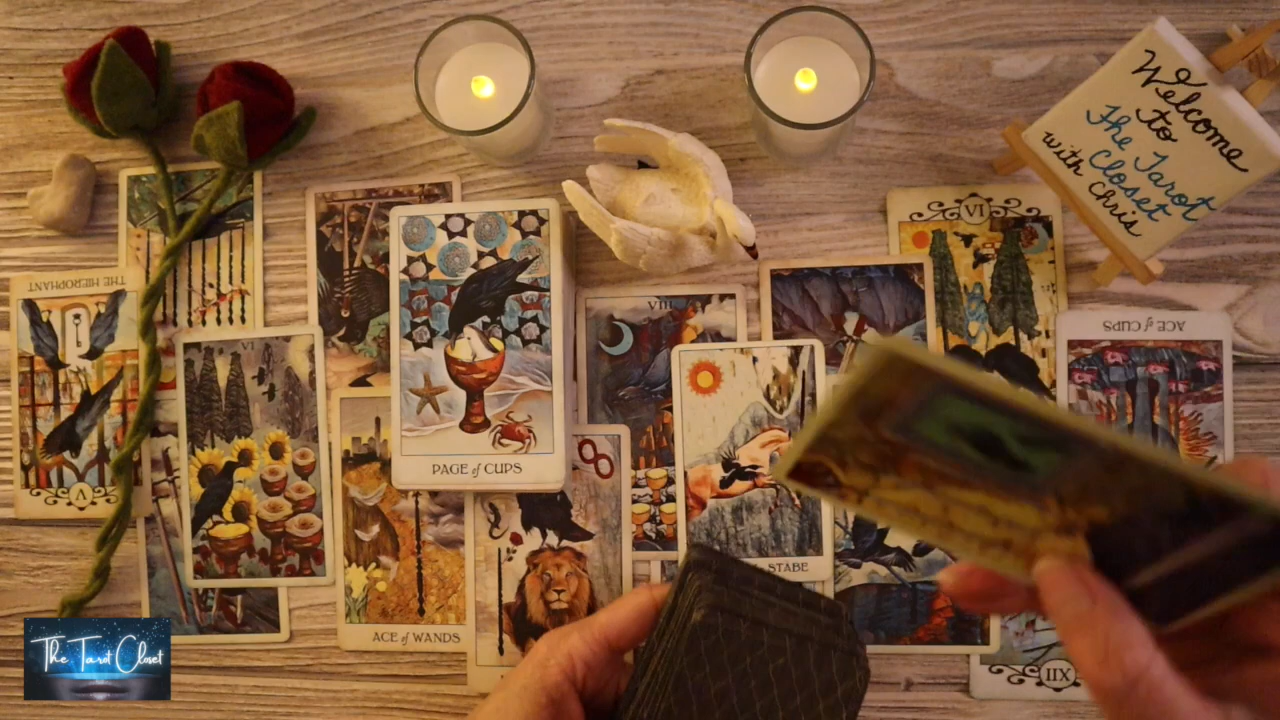 Welcome
to
The Tarot
Closet
with Chris
VI
THE HIEROPHANT
V
VI
PAGE of CUPS
VIII
ACE of CUPS
STABE
ACE of WANDS
XII
The Tarot Closet